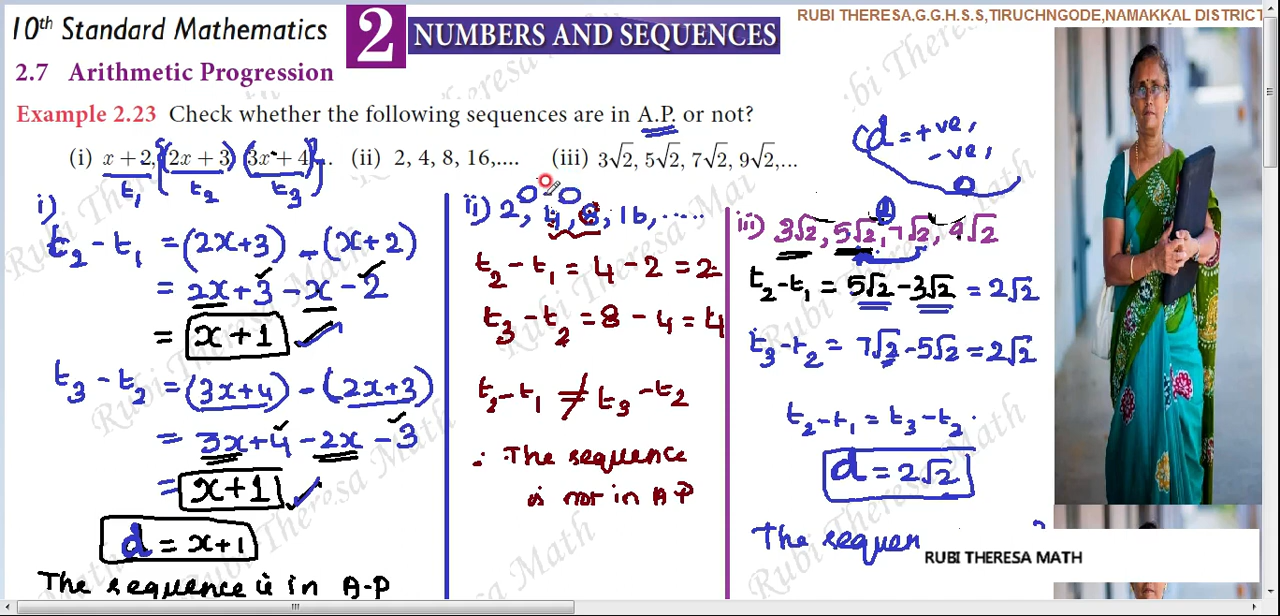 RUBI THERESA,G.G.H.S.S,TIRUCHNGODE,NAMAKKAL DISTRICT
10th Standard Mathematics
2 NUMBERS AND SEQUENCES
2.7 Arithmetic Progression
Example 2.23 Check whether the following sequences are in A.P. or not?
(i) x + 2, 2x + 3, 3x + 4,... (ii) 2, 4, 8, 16,.... (iii) 3√2, 5√2, 7√2, 9√2,...
t₁ t₂ t₃
d = +ve,
-ve,
0
i)
t₂ - t₁ = (2x+3) - (x+2)
= 2x+3 - x - 2
= x+1
t₃ - t₂ = (3x+4) - (2x+3)
= 3x+4 - 2x - 3
= x+1
d = x+1
The sequence is in A.P
ii) 2, 4, 8, 16, .....
t₂ - t₁ = 4 - 2 = 2
t₃ - t₂ = 8 - 4 = 4
t₂ - t₁ ≠ t₃ - t₂
∴ The sequence
is not in A P
iii) 3√2, 5√2, 7√2, 9√2
t₂ - t₁ = 5√2 - 3√2 = 2√2
t₃ - t₂ = 7√2 - 5√2 = 2√2
t₂ - t₁ = t₃ - t₂
d = 2√2
The sequen
RUBI THERESA MATH